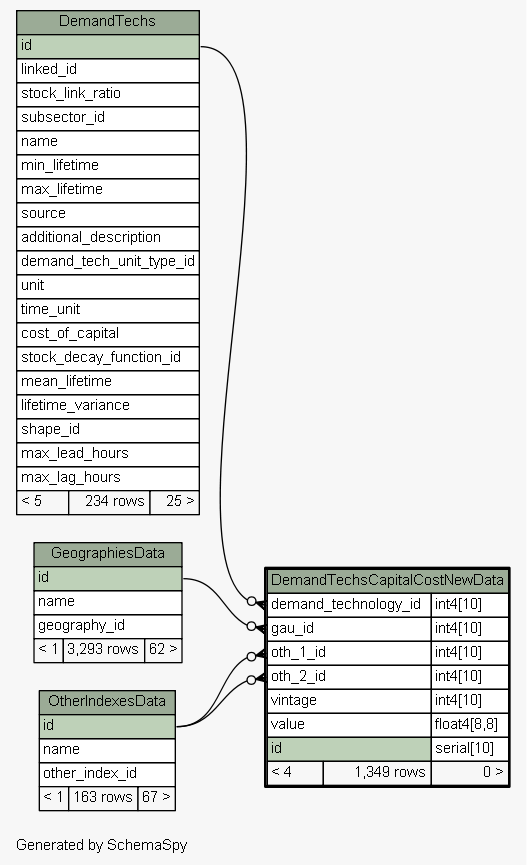 DemandTechs
id
linked_id
stock_link_ratio
subsector_id
name
min_lifetime
max_lifetime
source
additional_description
demand_tech_unit_type_id
unit
time_unit
cost_of_capital
stock_decay_function_id
mean_lifetime
lifetime_variance
shape_id
max_lead_hours
max_lag_hours
< 5 234 rows 25 >
GeographiesData
id
name
geography_id
< 1 3,293 rows 62 >
DemandTechsCapitalCostNewData
demand_technology_id int4[10]
gau_id int4[10]
oth_1_id int4[10]
oth_2_id int4[10]
vintage int4[10]
value float4[8,8]
id serial[10]
< 4 1,349 rows 0 >
OtherIndexesData
id
name
other_index_id
< 1 163 rows 67 >
Generated by SchemaSpy